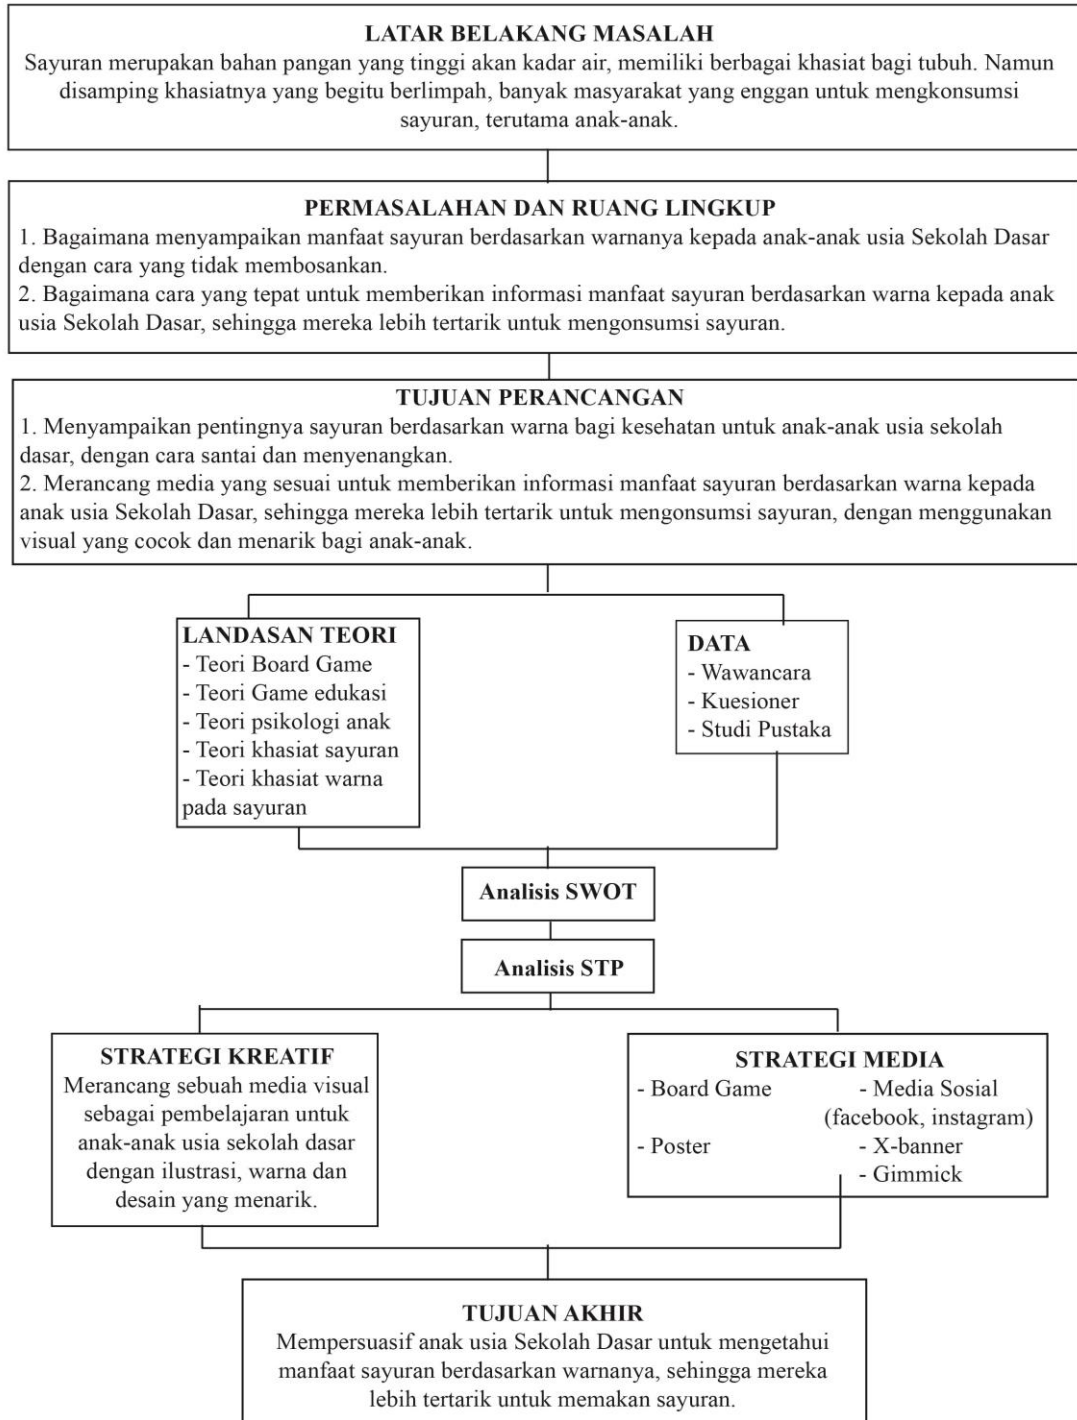 LATAR BELAKANG MASALAH
Sayuran merupakan bahan pangan yang tinggi akan kadar air, memiliki berbagai khasiat bagi tubuh. Namun
disamping khasiatnya yang begitu berlimpah, banyak masyarakat yang enggan untuk mengkonsumsi
sayuran, terutama anak-anak.
PERMASALAHAN DAN RUANG LINGKUP
1. Bagaimana menyampaikan manfaat sayuran berdasarkan warnanya kepada anak-anak usia Sekolah Dasar
dengan cara yang tidak membosankan.
2. Bagaimana cara yang tepat untuk memberikan informasi manfaat sayuran berdasarkan warna kepada anak
usia Sekolah Dasar, sehingga mereka lebih tertarik untuk mengonsumsi sayuran.
TUJUAN PERANCANGAN
1. Menyampaikan pentingnya sayuran berdasarkan warna bagi kesehatan untuk anak-anak usia sekolah
dasar, dengan cara santai dan menyenangkan.
2. Merancang media yang sesuai untuk memberikan informasi manfaat sayuran berdasarkan warna kepada
anak usia Sekolah Dasar, sehingga mereka lebih tertarik untuk mengonsumsi sayuran, dengan menggunakan
visual yang cocok dan menarik bagi anak-anak.
LANDASAN TEORI
- Teori Board Game
- Teori Game edukasi
- Teori psikologi anak
- Teori khasiat sayuran
- Teori khasiat warna
pada sayuran
DATA
- Wawancara
- Kuesioner
- Studi Pustaka
Analisis SWOT
Analisis STP
STRATEGI KREATIF
Merancang sebuah media visual
sebagai pembelajaran untuk
anak-anak usia sekolah dasar
dengan ilustrasi, warna dan
desain yang menarik.
STRATEGI MEDIA
- Board Game
- Poster
- Media Sosial
(facebook, instagram)
- X-banner
- Gimmick
TUJUAN AKHIR
Mempersuasif anak usia Sekolah Dasar untuk mengetahui
manfaat sayuran berdasarkan warnanya, sehingga mereka
lebih tertarik untuk memakan sayuran.